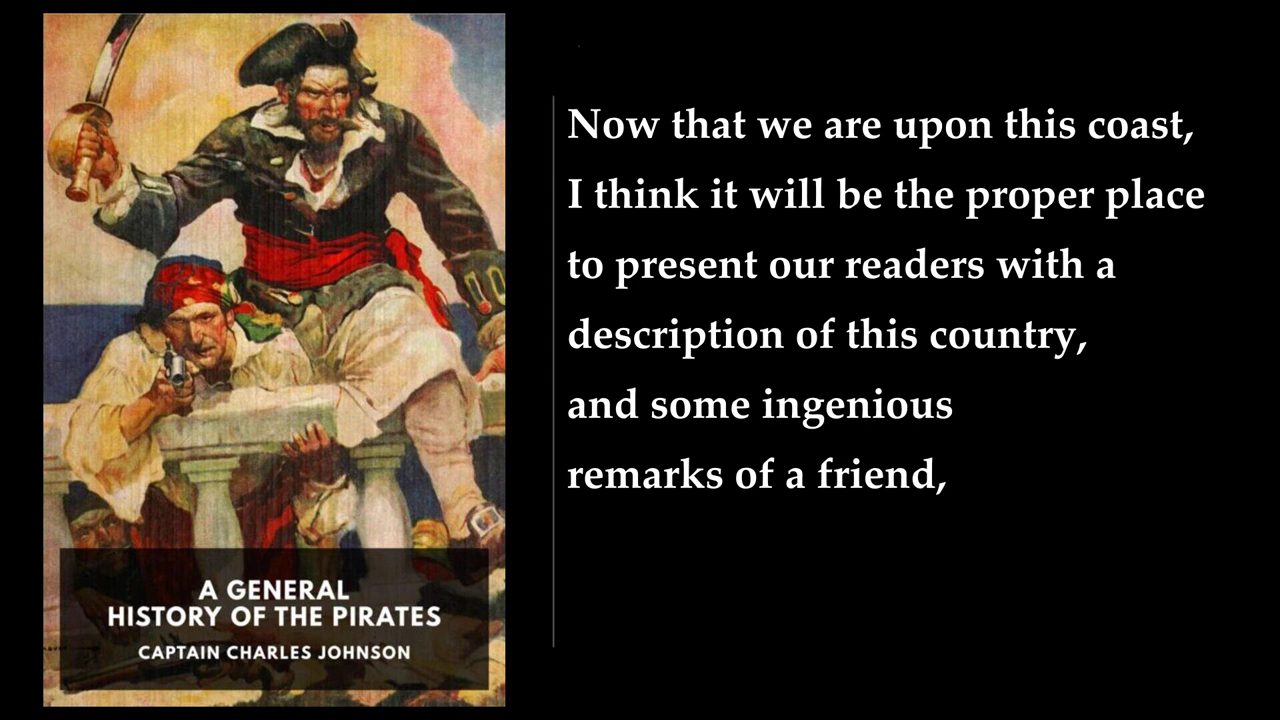 A GENERAL
HISTORY OF THE PIRATES
CAPTAIN CHARLES JOHNSON
Now that we are upon this coast,
I think it will be the proper place
to present our readers with a
description of this country,
and some ingenious
remarks of a friend,